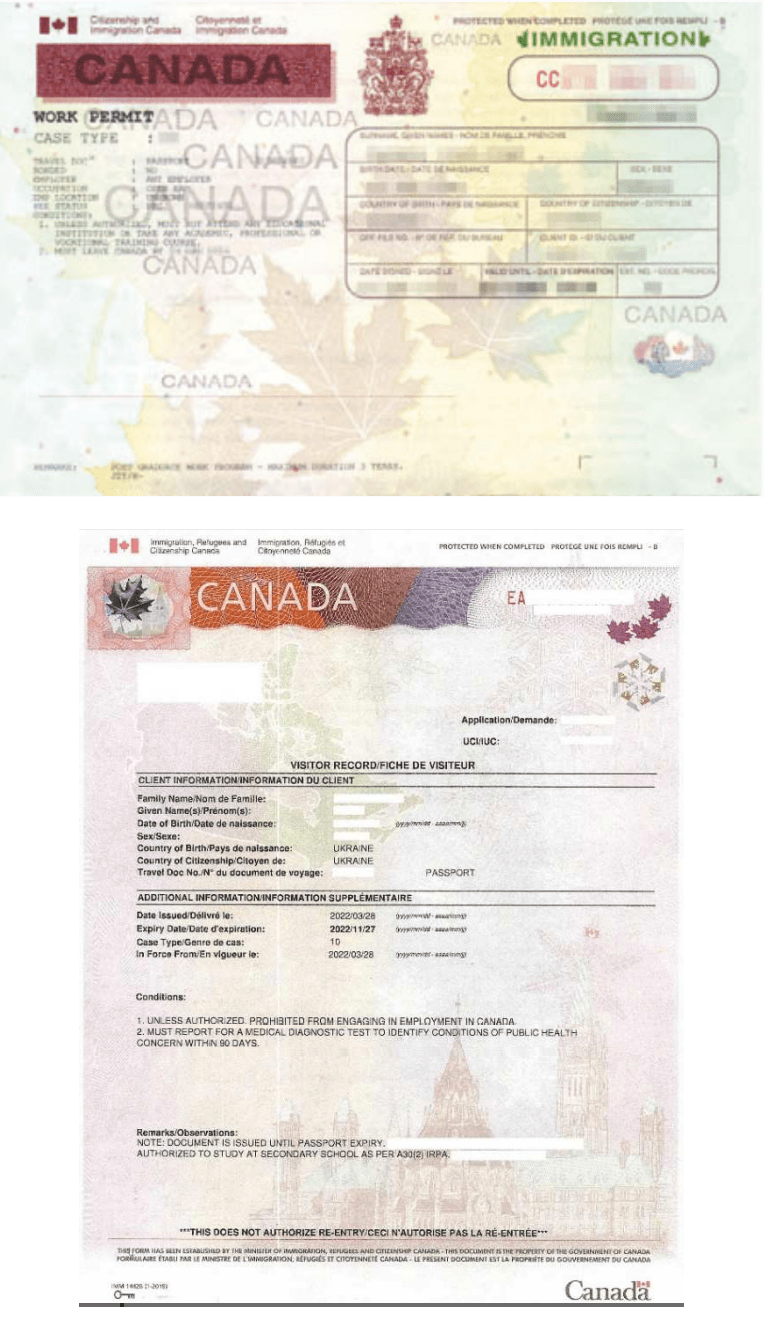 Citizenship and Citoyenneté et
Immigration Canada Immigration Canada
PROTECTED WHEN COMPLETED PROTÉGÉ UNE FOIS REMPLI - B
CANADA
IMMIGRATION
CANADA
CC
WORK PERMIT
CANADA
CANADA
CASE TYPE :
CANADA
SURNAME, GIVEN NAMES - NOM DE FAMILLE, PRÉNOMS
TRAVEL DOC : PASSPORT
BONDED : NO
EMPLOYER : ANY EMPLOYER
OCCUPATION :
EMP LOCATION : UNKNOWN
FEE STATUS :
CONDITIONS:
1. UNLESS AUTHORIZED, MUST NOT ATTEND ANY EDUCATIONAL
INSTITUTION OR TAKE ANY ACADEMIC, PROFESSIONAL OR
VOCATIONAL TRAINING COURSE.
2. MUST LEAVE CANADA BY
BIRTH DATE - DATE DE NAISSANCE
SEX - SEXE
COUNTRY OF BIRTH - PAYS DE NAISSANCE
COUNTRY OF CITIZENSHIP - CITOYEN DE
OFF. FILE NO. - N° DE RÉF. DU BUREAU
CLIENT ID - ID DU CLIENT
DATE SIGNED - SIGNÉ LE
VALID UNTIL - DATE D'EXPIRATION
CANADA
CANADA
CANADA
CANADA
REMARKS: POST GRADUATE WORK PROGRAM - MAXIMUM DURATION 3 YEARS.
Immigration, Refugees and Immigration, Réfugiés et
Citizenship Canada Citoyenneté Canada
PROTECTED WHEN COMPLETED PROTÉGÉ UNE FOIS REMPLI - B
CANADA
EA
Application/Demande:
UCI/IUC:
VISITOR RECORD/FICHE DE VISITEUR
CLIENT INFORMATION/INFORMATION DU CLIENT
Family Name/Nom de Famille:
Given Name(s)/Prénom(s):
Date of Birth/Date de naissance: (yyyy/mm/dd - aaaa/mm/jj)
Sex/Sexe:
Country of Birth/Pays de naissance: UKRAINE
Country of Citizenship/Citoyen de: UKRAINE
Travel Doc No./N° du document de voyage: PASSPORT
ADDITIONAL INFORMATION/INFORMATION SUPPLÉMENTAIRE
Date Issued/Délivré le: 2022/03/28 (yyyy/mm/dd - aaaa/mm/jj)
Expiry Date/Date d'expiration: 2022/11/27 (yyyy/mm/dd - aaaa/mm/jj)
Case Type/Genre de cas: 10
In Force From/En vigueur le: 2022/03/28 (yyyy/mm/dd - aaaa/mm/jj)
Conditions:
1. UNLESS AUTHORIZED, PROHIBITED FROM ENGAGING IN EMPLOYMENT IN CANADA.
2. MUST REPORT FOR A MEDICAL DIAGNOSTIC TEST TO IDENTIFY CONDITIONS OF PUBLIC HEALTH
CONCERN WITHIN 90 DAYS.
Remarks/Observations:
NOTE: DOCUMENT IS ISSUED UNTIL PASSPORT EXPIRY.
AUTHORIZED TO STUDY AT SECONDARY SCHOOL AS PER A30(2) IRPA.
***THIS DOES NOT AUTHORIZE RE-ENTRY/CECI N'AUTORISE PAS LA RÉ-ENTRÉE***
THIS FORM HAS BEEN ESTABLISHED BY THE MINISTER OF IMMIGRATION, REFUGEES AND CITIZENSHIP CANADA - THIS DOCUMENT IS THE PROPERTY OF THE GOVERNMENT OF CANADA
FORMULAIRE ÉTABLI PAR LE MINISTRE DE L'IMMIGRATION, RÉFUGIÉS ET CITOYENNETÉ CANADA - LE PRÉSENT DOCUMENT EST LA PROPRIÉTÉ DU GOUVERNEMENT DU CANADA
Canada